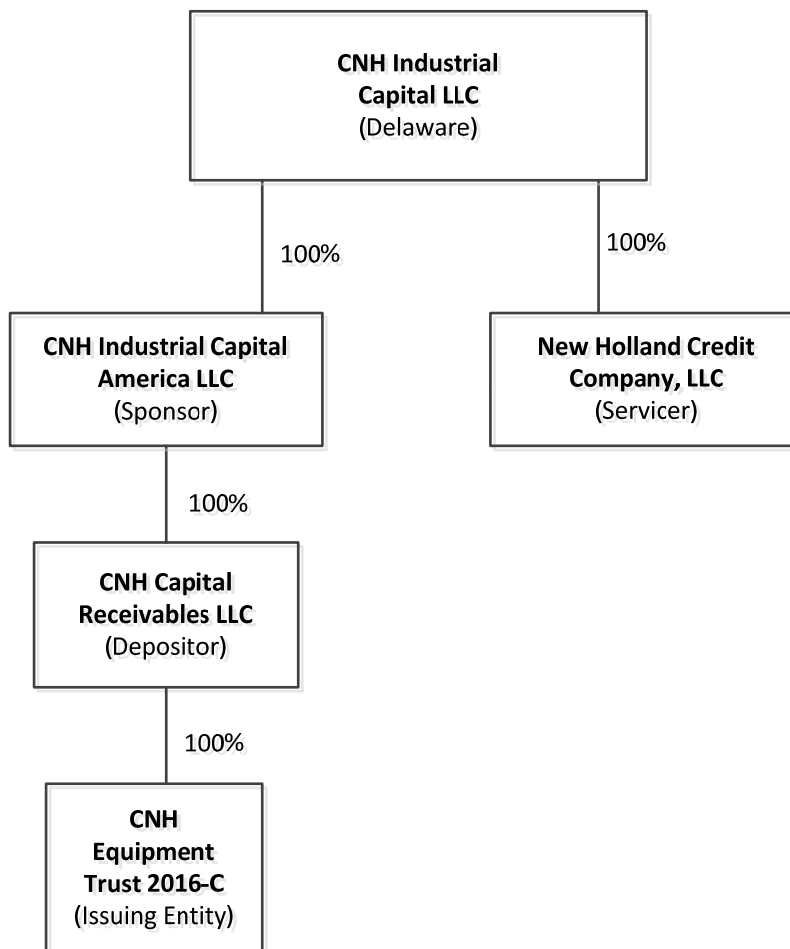 CNH Industrial
Capital LLC
(Delaware)
100%
100%
CNH Industrial Capital
America LLC
(Sponsor)
New Holland Credit
Company, LLC
(Servicer)
100%
CNH Capital
Receivables LLC
(Depositor)
100%
CNH
Equipment
Trust 2016-C
(Issuing Entity)